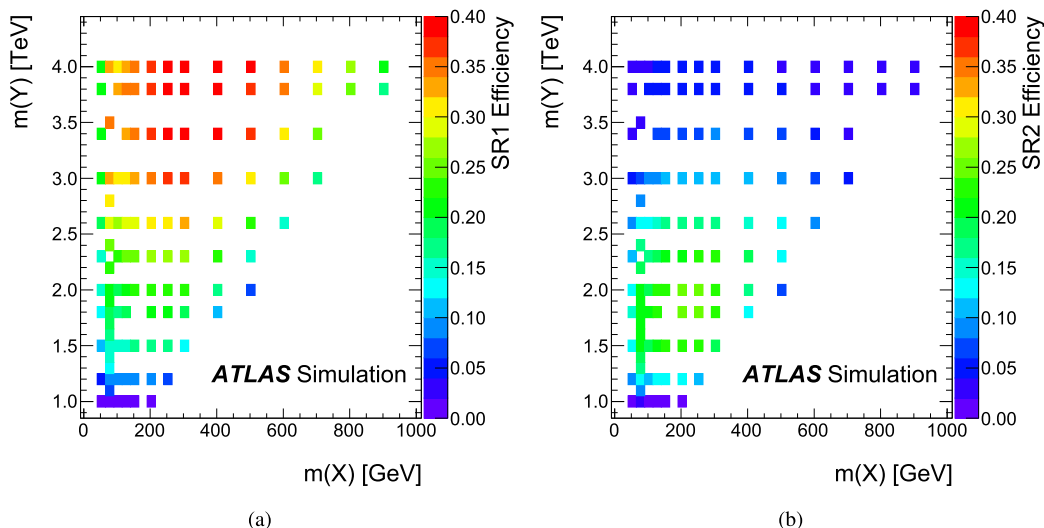 m(Y) [TeV]
4.0
3.5
3.0
2.5
2.0
1.5
1.0
0 200 400 600 800 1000
m(X) [GeV]
ATLAS Simulation
0.40
0.35
0.30
0.25
0.20
0.15
0.10
0.05
0.00
SR1 Efficiency
(a)
m(Y) [TeV]
4.0
3.5
3.0
2.5
2.0
1.5
1.0
0 200 400 600 800 1000
m(X) [GeV]
ATLAS Simulation
0.40
0.35
0.30
0.25
0.20
0.15
0.10
0.05
0.00
SR2 Efficiency
(b)